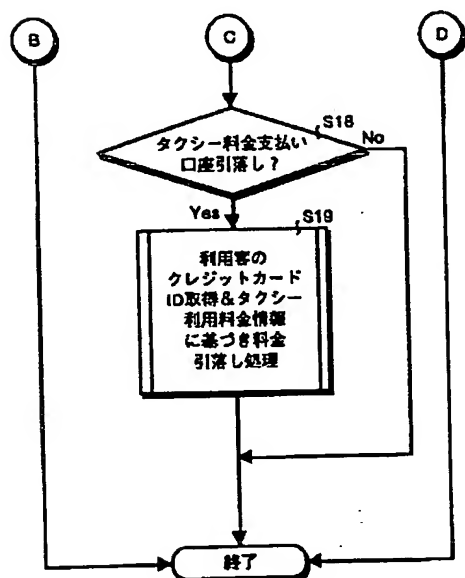 B
C
D
S18
タクシー料金支払い
口座引落し？
No
Yes
S19
利用客の
クレジットカード
ID取得＆タクシー
利用料金情報
に基づき料金
引落し処理
終了